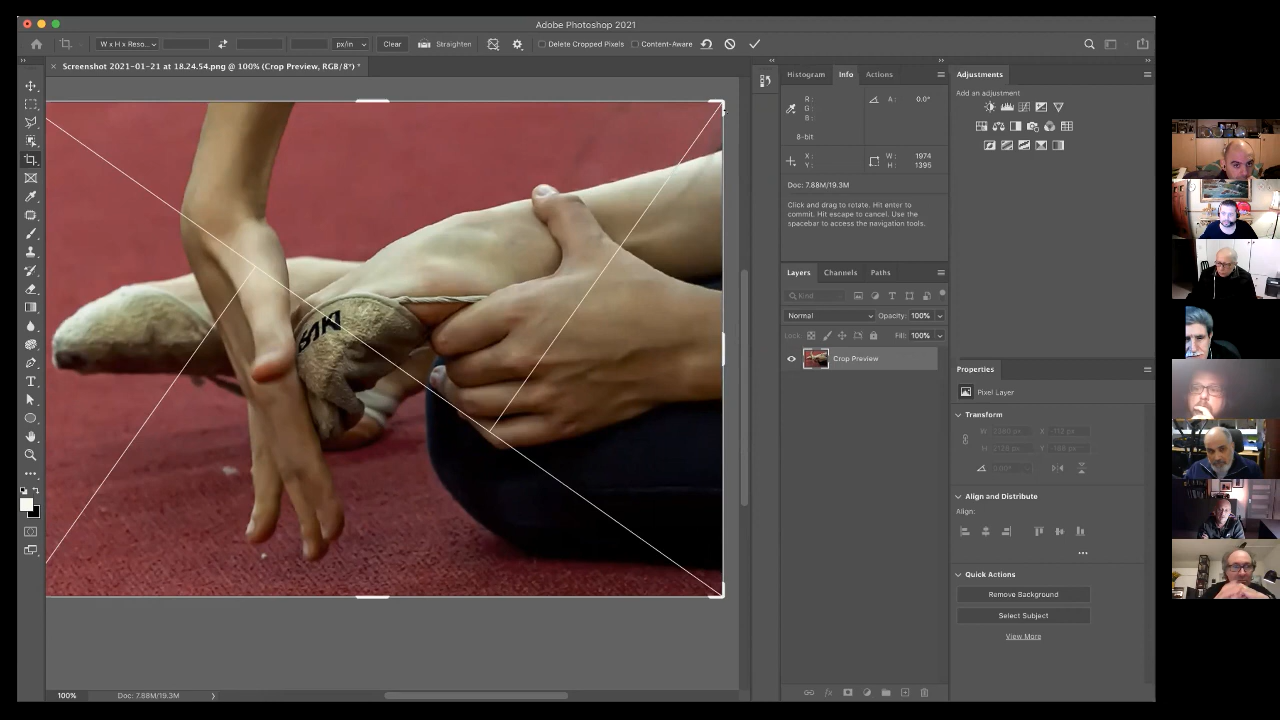 Adobe Photoshop 2021
W x H x Reso...
px/in
Clear
Straighten
Delete Cropped Pixels
Content-Aware
Screenshot 2021-01-21 at 18.24.54.png @ 100% (Crop Preview, RGB/8*) *
Histogram
Info
Actions
Adjustments
Add an adjustment
R :
G :
B :
A : 0.0°
8-bit
X :
Y :
W : 1974
H : 1395
Doc: 7.88M/19.3M
Click and drag to rotate. Hit enter to
commit. Hit escape to cancel. Use the
spacebar to access the navigation tools.
Layers
Channels
Paths
Kind
Normal
Opacity: 100%
Lock:
Fill: 100%
Crop Preview
Properties
Pixel Layer
Transform
Align and Distribute
Align:
Quick Actions
Remove Background
Select Subject
View More
100%
Doc: 7.88M/19.3M